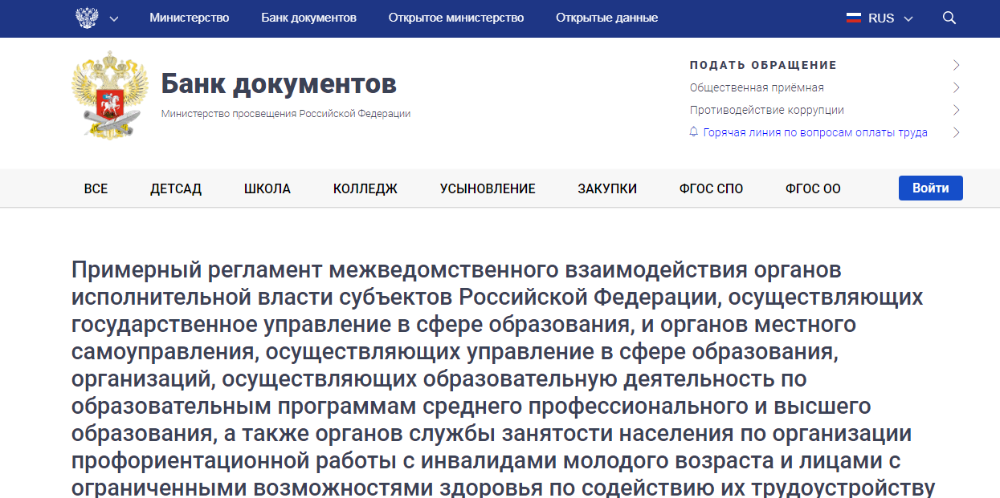 Министерство Банк документов Открытое министерство Открытые данные RUS
Банк документов
Министерство просвещения Российской Федерации
ПОДАТЬ ОБРАЩЕНИЕ
Общественная приёмная
Противодействие коррупции
Горячая линия по вопросам оплаты труда
ВСЕ ДЕТСАД ШКОЛА КОЛЛЕДЖ УСЫНОВЛЕНИЕ ЗАКУПКИ ФГОС СПО ФГОС ОО Войти
Примерный регламент межведомственного взаимодействия органов
исполнительной власти субъектов Российской Федерации, осуществляющих
государственное управление в сфере образования, и органов местного
самоуправления, осуществляющих управление в сфере образования,
организаций, осуществляющих образовательную деятельность по
образовательным программам среднего профессионального и высшего
образования, а также органов службы занятости населения по организации
профориентационной работы с инвалидами молодого возраста и лицами с
ограниченными возможностями здоровья по содействию их трудоустройству